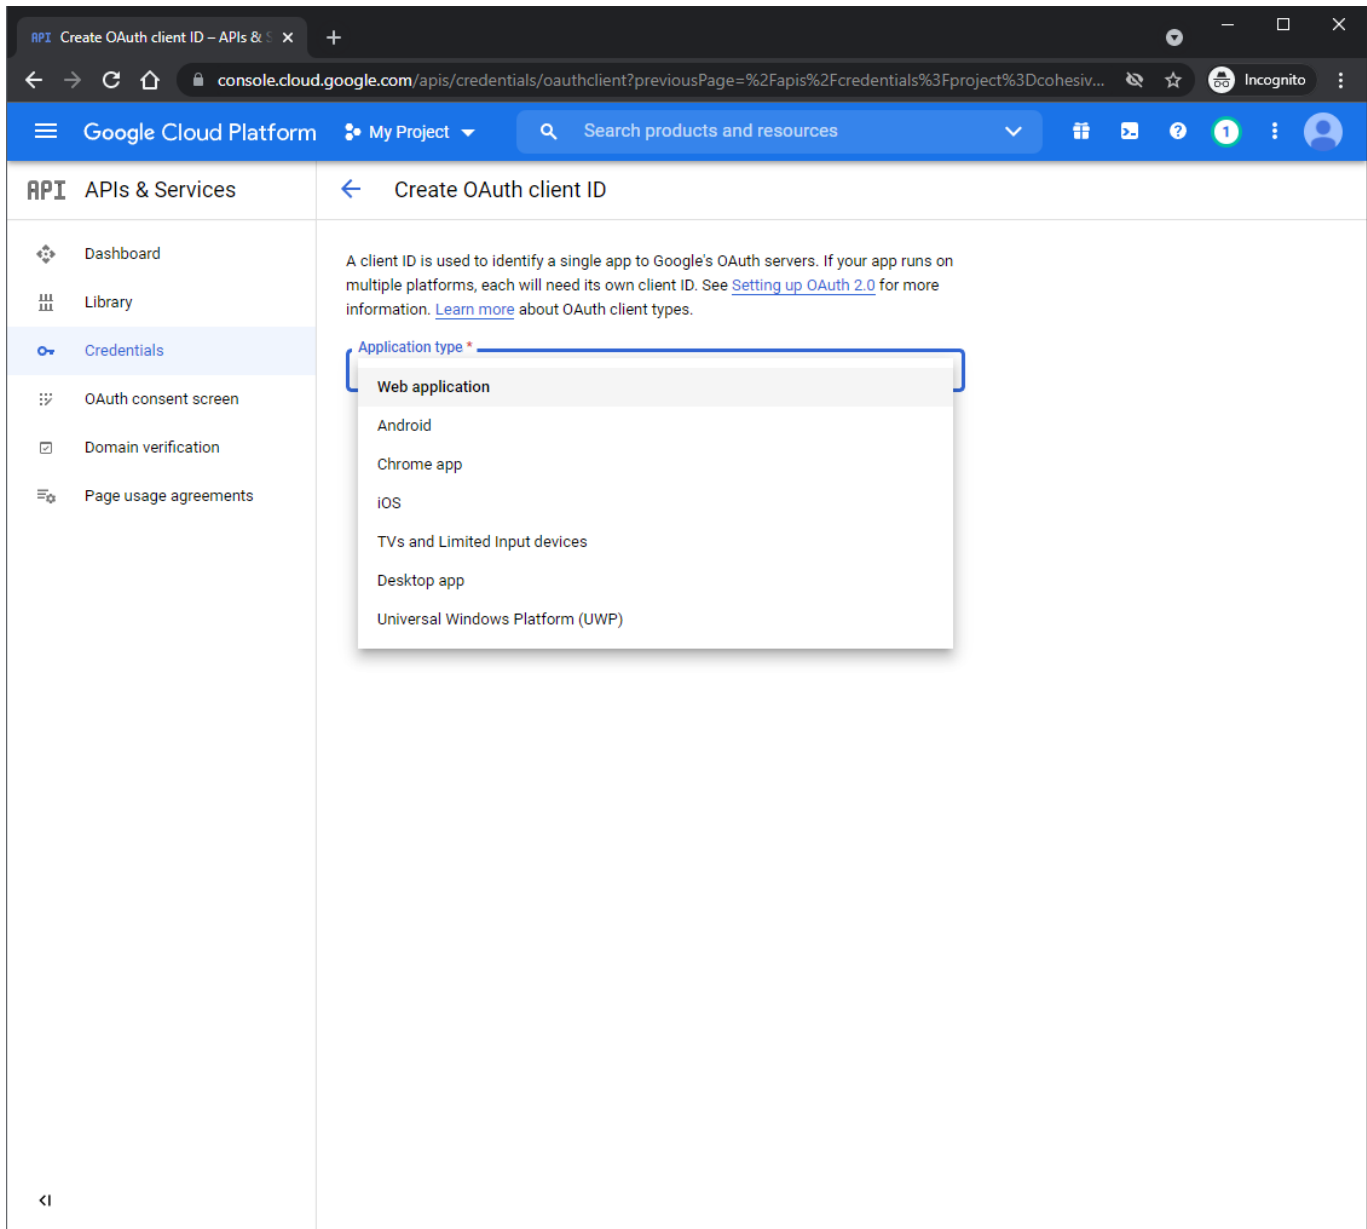 API Create OAuth client ID – APIs & S
console.cloud.google.com/apis/credentials/oauthclient?previousPage=%2Fapis%2Fcredentials%3Fproject%3Dcohesiv...
Incognito
Google Cloud Platform
My Project
Search products and resources
1
API APIs & Services
Create OAuth client ID
Dashboard
Library
Credentials
OAuth consent screen
Domain verification
Page usage agreements
A client ID is used to identify a single app to Google's OAuth servers. If your app runs on
multiple platforms, each will need its own client ID. See Setting up OAuth 2.0 for more
information. Learn more about OAuth client types.
Application type *
Web application
Android
Chrome app
iOS
TVs and Limited Input devices
Desktop app
Universal Windows Platform (UWP)